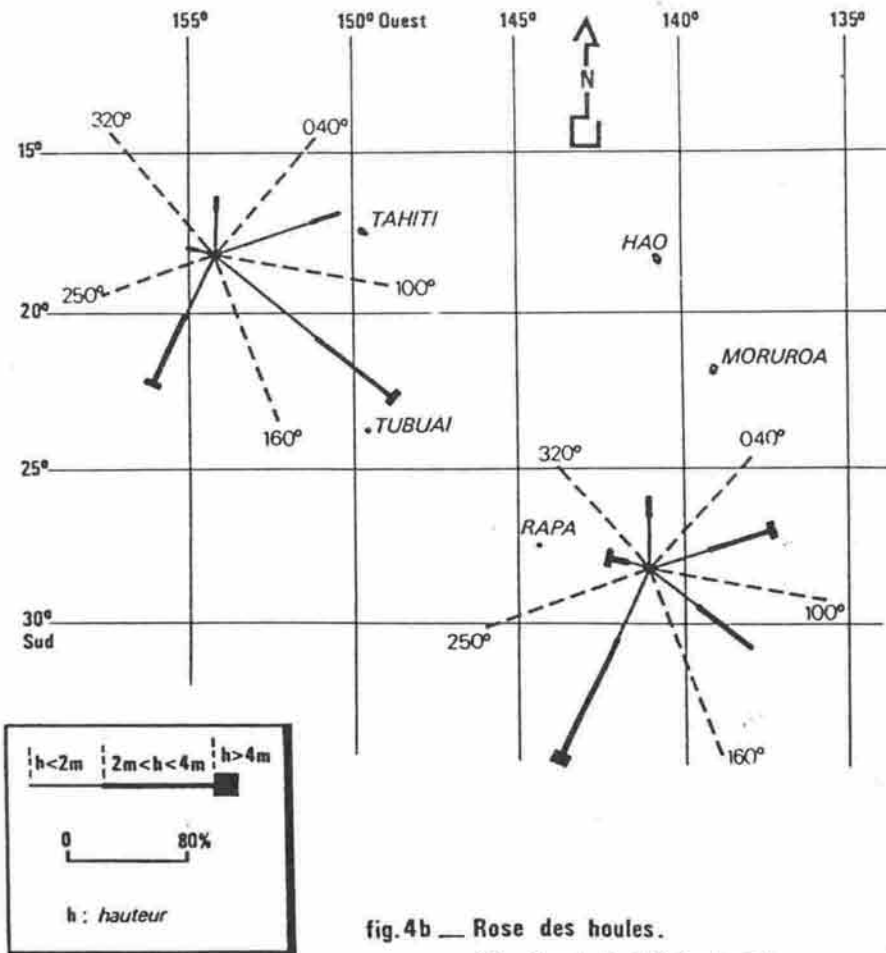 155° 150° Ouest 145° 140° 135°
N
320° 040°
15°
TAHITI
HAO
250° 100°
20°
MORUROA
TUBUAI
160°
320° 040°
25°
RAPA
30°
Sud
250° 100°
160°
h<2m 2m<h<4m h>4m
0 80%
h : hauteur
fig.4b __ Rose des houles.